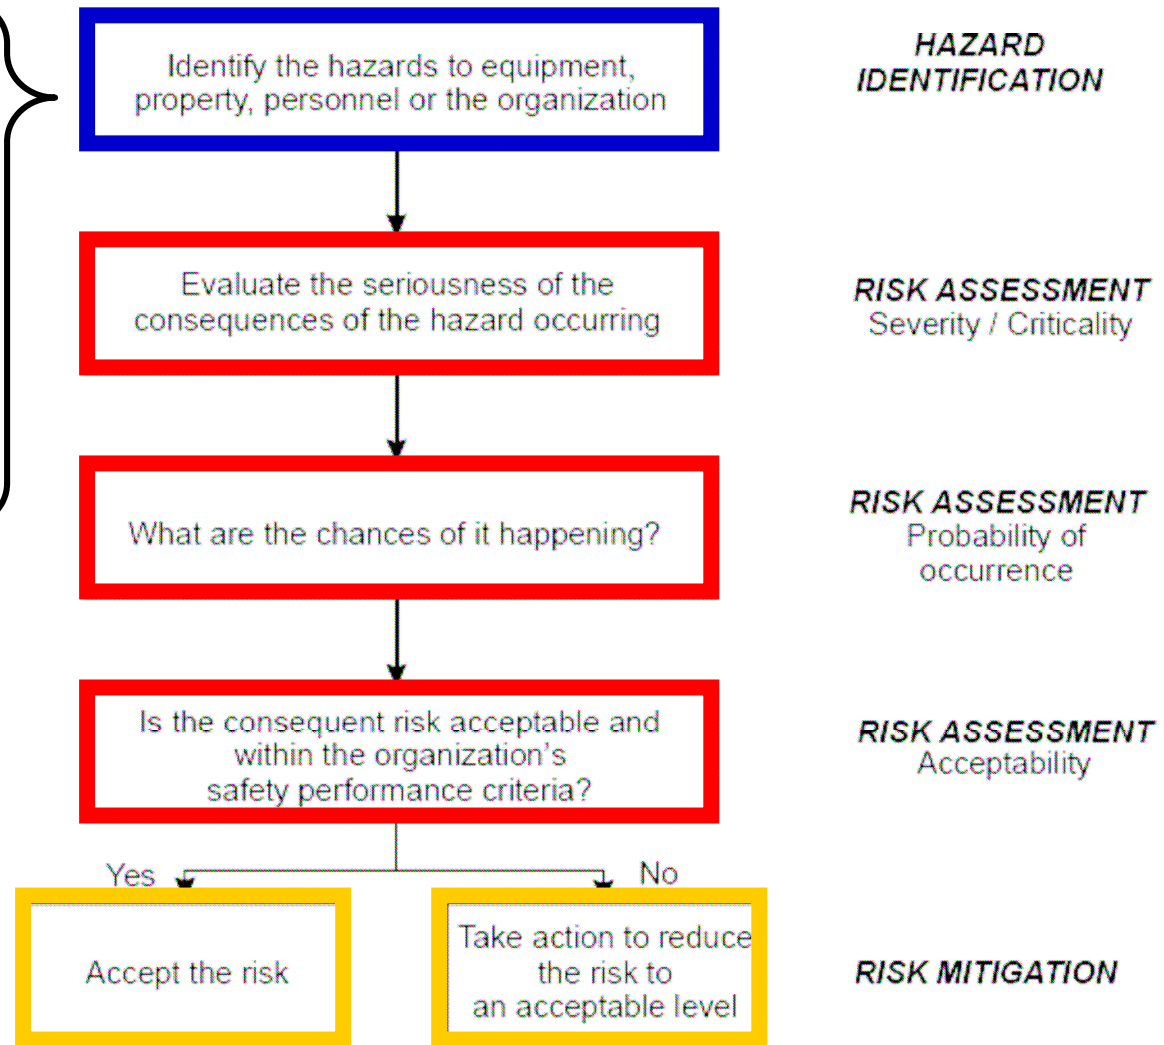 Identify the hazards to equipment,
property, personnel or the organization
HAZARD
IDENTIFICATION
Evaluate the seriousness of the
consequences of the hazard occurring
RISK ASSESSMENT
Severity / Criticality
What are the chances of it happening?
RISK ASSESSMENT
Probability of
occurrence
Is the consequent risk acceptable and
within the organization's
safety performance criteria?
RISK ASSESSMENT
Acceptability
Yes
No
Accept the risk
Take action to reduce
the risk to
an acceptable level
RISK MITIGATION